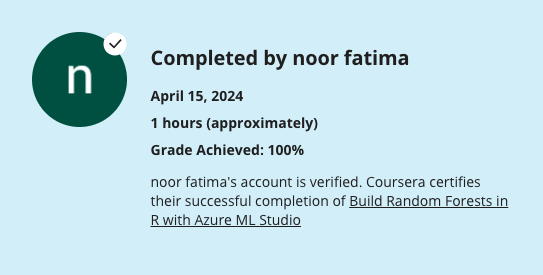 n
Completed by noor fatima
April 15, 2024
1 hours (approximately)
Grade Achieved: 100%
noor fatima's account is verified. Coursera certifies
their successful completion of Build Random Forests in
R with Azure ML Studio